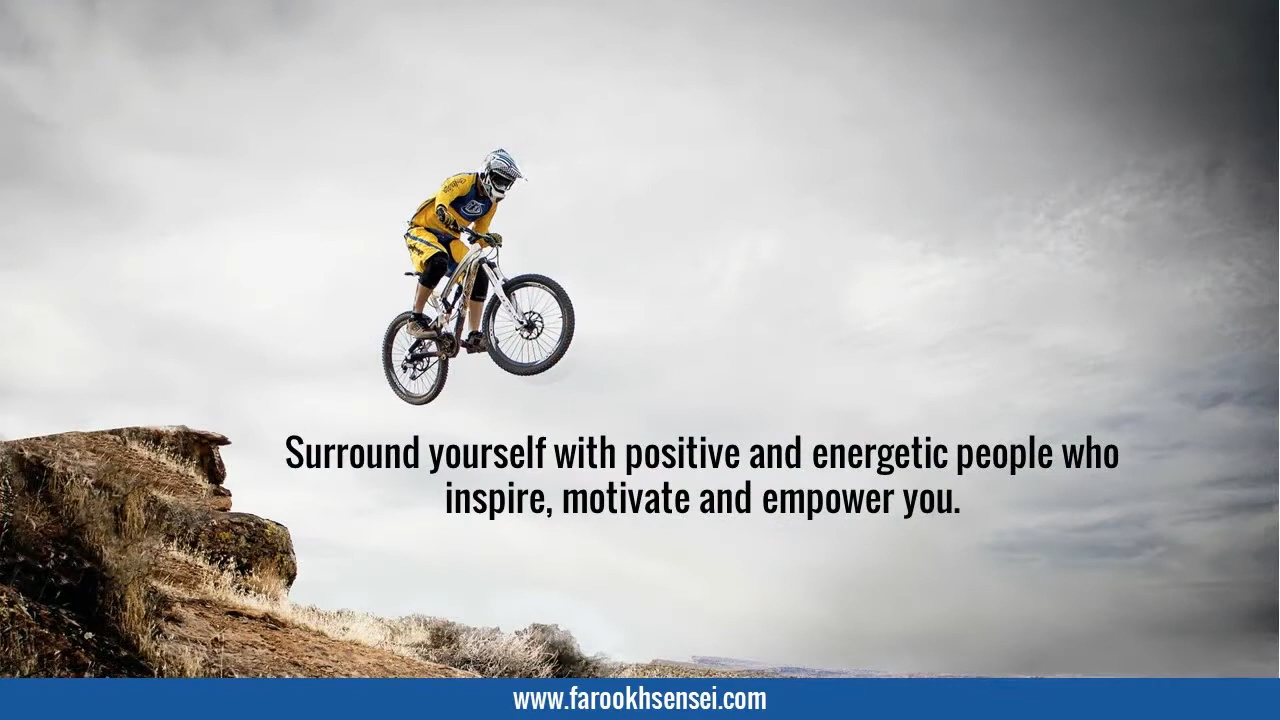 Surround yourself with positive and energetic people who
inspire, motivate and empower you.
www.farookhsensei.com